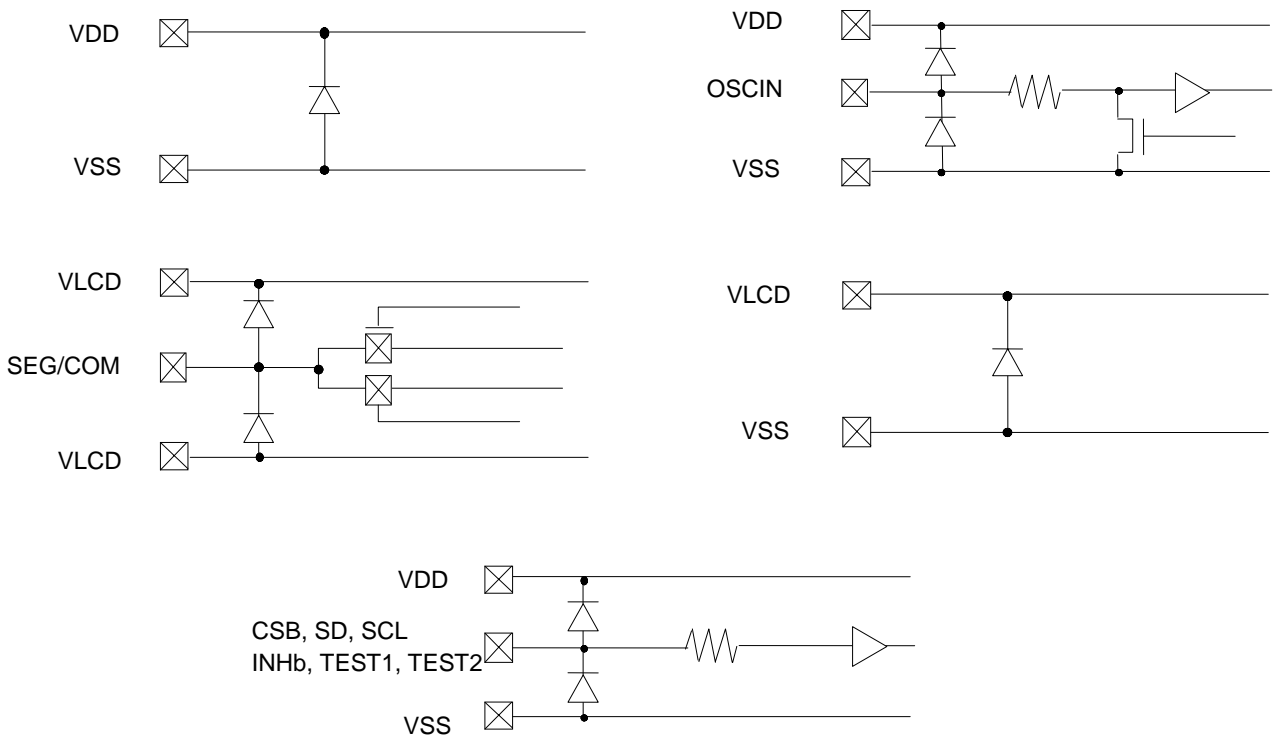 VDD
VSS
VDD
OSCIN
VSS
VLCD
SEG/COM
VLCD
VLCD
VSS
VDD
CSB, SD, SCL
INHb, TEST1, TEST2
VSS